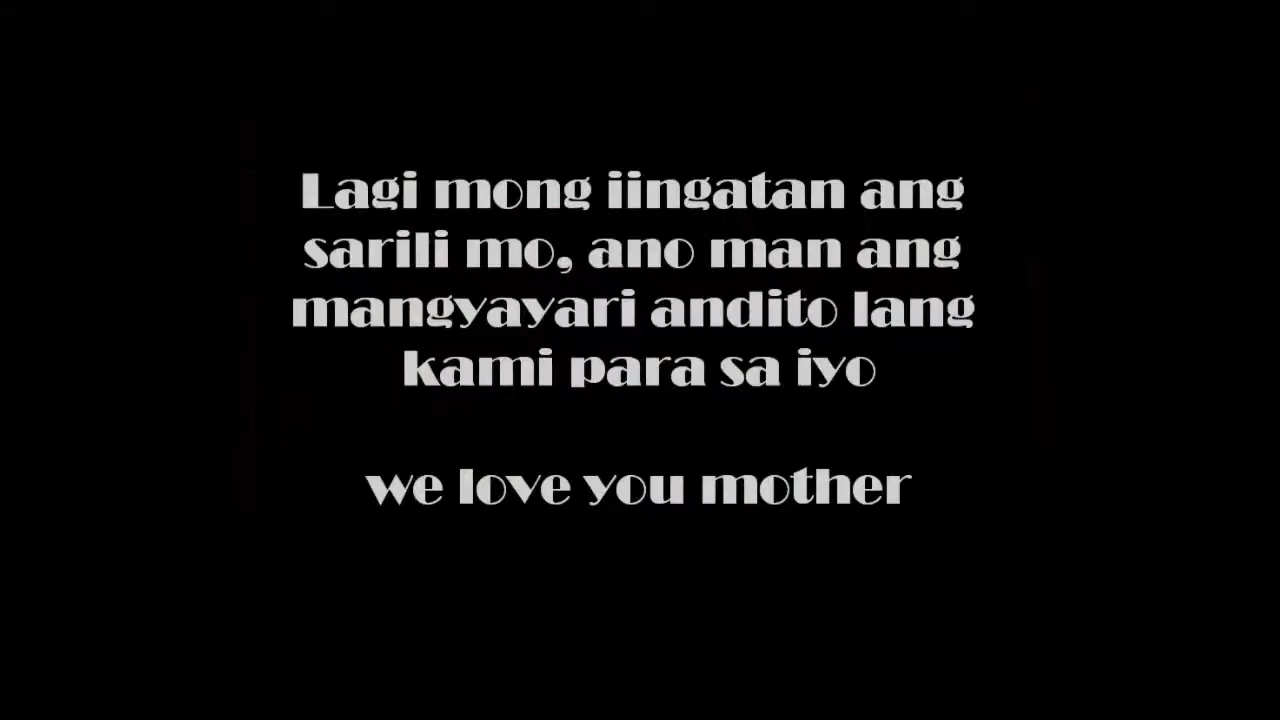 Lagi mong iingatan ang
sarili mo, ano man ang
mangyayari andito lang
kami para sa iyo
we love you mother